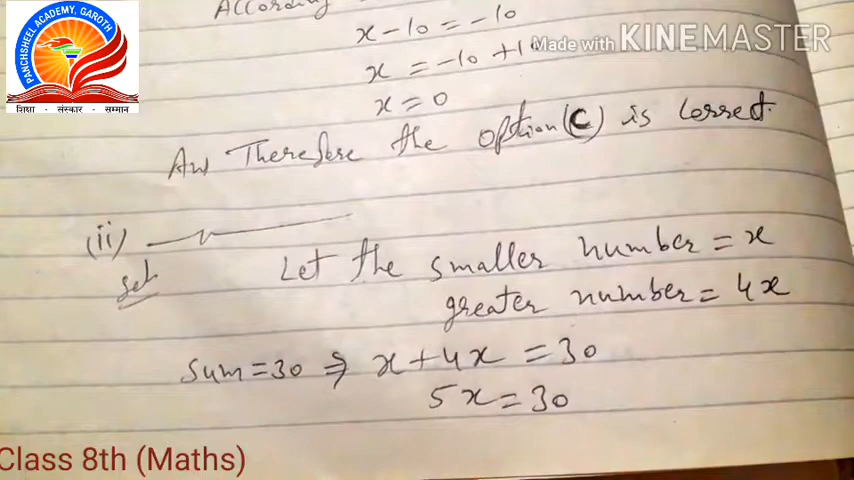 PANCHSHEEL ACADEMY, GAROTH
शिक्षा · संस्कार · सम्मान
According
x-10 = -10
Made with KINEMASTER
x = -10 +10
x = 0
Ans Therefore the option (C) is correct.
(ii)
Sol
Let the smaller number = x
greater number = 4x
Sum = 30 ⇒ x + 4x = 30
5x = 30
Class 8th (Maths)